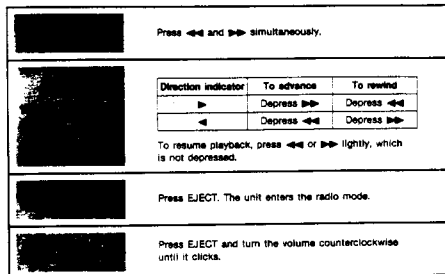 Press ◀◀ and ▶▶ simultaneously.
Direction indicator To advance To rewind
▶ Depress ▶▶ Depress ◀◀
◀ Depress ◀◀ Depress ▶▶
To resume playback, press ◀◀ or ▶▶ lightly, which
is not depressed.
Press EJECT. The unit enters the radio mode.
Press EJECT and turn the volume counterclockwise
until it clicks.